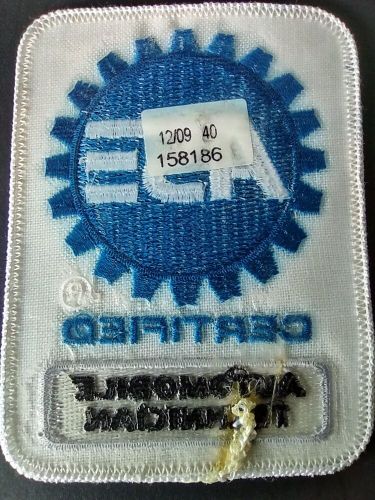 12/09 40
158186
ASE
®
CERTIFIED
AUTOMOBILE
TECHNICIAN